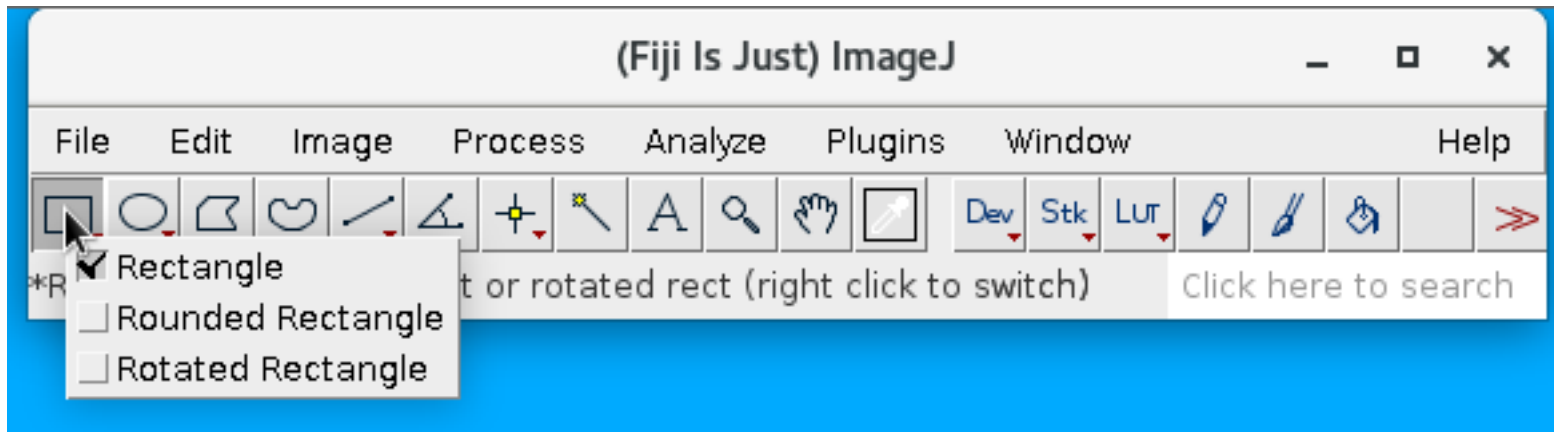 (Fiji Is Just) ImageJ
File Edit Image Process Analyze Plugins Window Help
A Dev Stk LUT
*R t or rotated rect (right click to switch) Click here to search
Rectangle
Rounded Rectangle
Rotated Rectangle